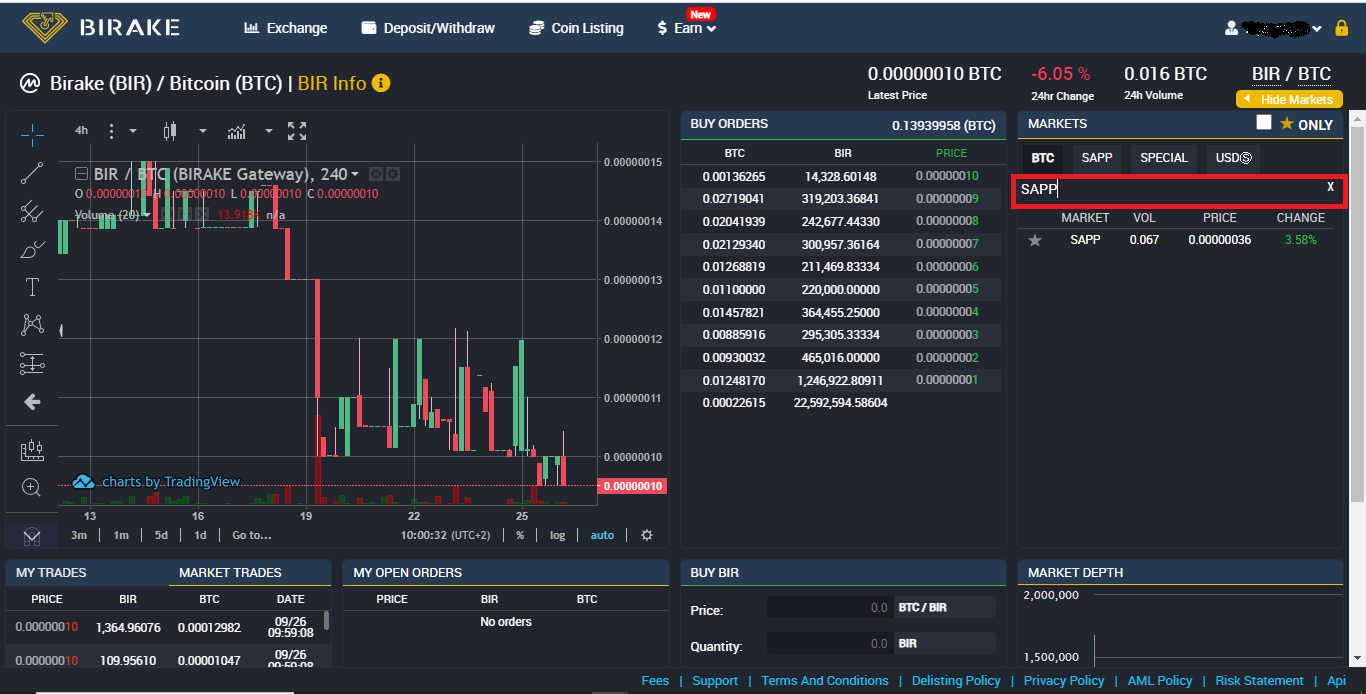 BIRAKE
Exchange
Deposit/Withdraw
Coin Listing
$ Earn
New
Birake (BIR) / Bitcoin (BTC) | BIR Info
0.00000010 BTC
Latest Price
-6.05 %
24hr Change
0.016 BTC
24h Volume
BIR / BTC
Hide Markets
4h
BIR / BTC (BIRAKE Gateway), 240
O 0.00000010 H 0.00000010 L 0.00000010 C 0.00000010
Volume (20) 13.918K n/a
0.00000015
0.00000014
0.00000013
0.00000012
0.00000011
0.00000010
0.00000010
charts by TradingView
13 16 19 22 25
3m 1m 5d 1d Go to...
10:00:32 (UTC+2) % log auto
BUY ORDERS 0.13939958 (BTC)
BTC BIR PRICE
0.00136265 14,328.60148 0.00000010
0.02719041 319,203.36841 0.00000009
0.02041939 242,677.44330 0.00000008
0.02129340 300,957.36164 0.00000007
0.01268819 211,469.83334 0.00000006
0.01100000 220,000.00000 0.00000005
0.01457821 364,455.25000 0.00000004
0.00885916 295,305.33334 0.00000003
0.00930032 465,016.00000 0.00000002
0.01248170 1,246,922.80911 0.00000001
0.00022615 22,592,594.58604
MARKETS ONLY
BTC SAPP SPECIAL USD
SAPP X
MARKET VOL PRICE CHANGE
SAPP 0.067 0.00000036 3.58%
MY TRADES MARKET TRADES
PRICE BIR BTC DATE
0.00000010 1,364.96076 0.00012982 09/26 09:59:08
0.00000010 109.95610 0.00001047 09/26 09:59:08
MY OPEN ORDERS
PRICE BIR BTC
No orders
BUY BIR
Price: 0.0 BTC / BIR
Quantity: 0.0 BIR
MARKET DEPTH
2,000,000
1,500,000
Fees | Support | Terms And Conditions | Delisting Policy | Privacy Policy | AML Policy | Risk Statement | Api